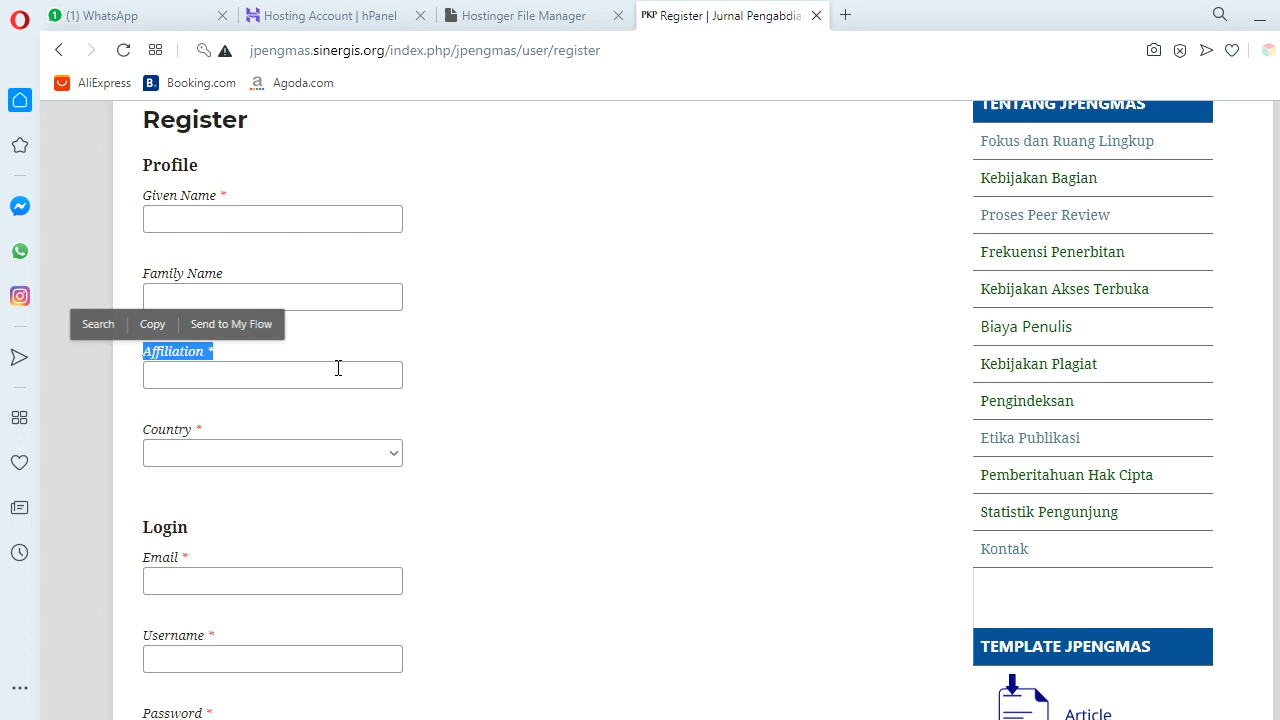 (1) WhatsApp
Hosting Account | hPanel
Hostinger File Manager
PKP Register | Jurnal Pengabdia
jpengmas.sinergis.org/index.php/jpengmas/user/register
AliExpress
B. Booking.com
a Agoda.com
Register
Profile
Given Name *
Family Name
Search
Copy
Send to My Flow
Affiliation *
Country *
Login
Email *
Username *
Password *
TENTANG JPENGMAS
Fokus dan Ruang Lingkup
Kebijakan Bagian
Proses Peer Review
Frekuensi Penerbitan
Kebijakan Akses Terbuka
Biaya Penulis
Kebijakan Plagiat
Pengindeksan
Etika Publikasi
Pemberitahuan Hak Cipta
Statistik Pengunjung
Kontak
TEMPLATE JPENGMAS
Article